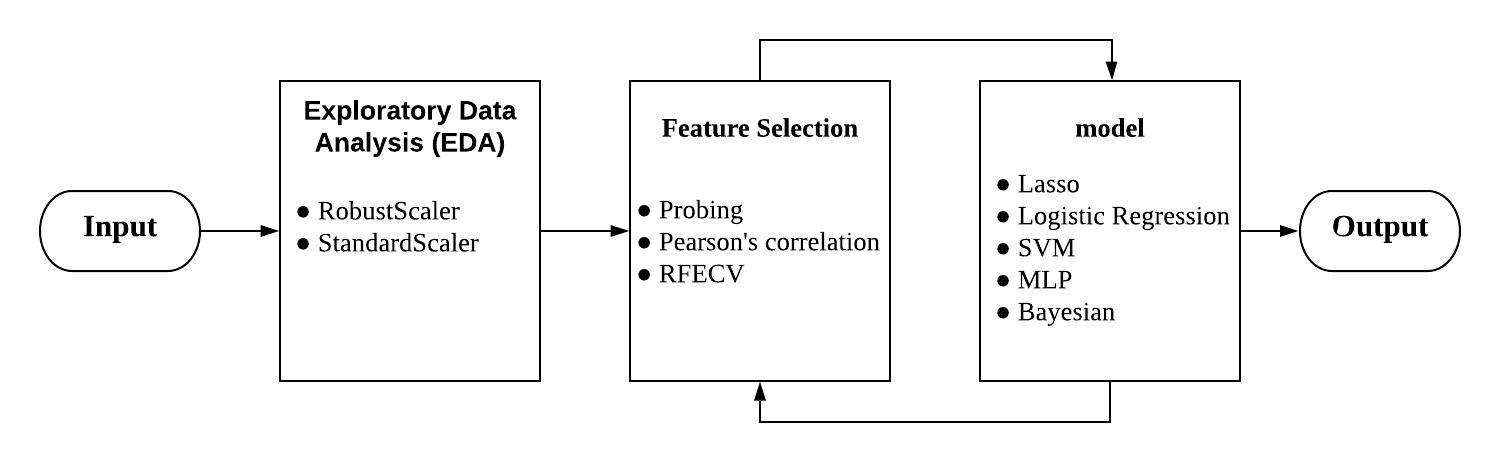 Input
Exploratory Data
Analysis (EDA)
● RobustScaler
● StandardScaler
Feature Selection
● Probing
● Pearson's correlation
● RFECV
model
● Lasso
● Logistic Regression
● SVM
● MLP
● Bayesian
Output